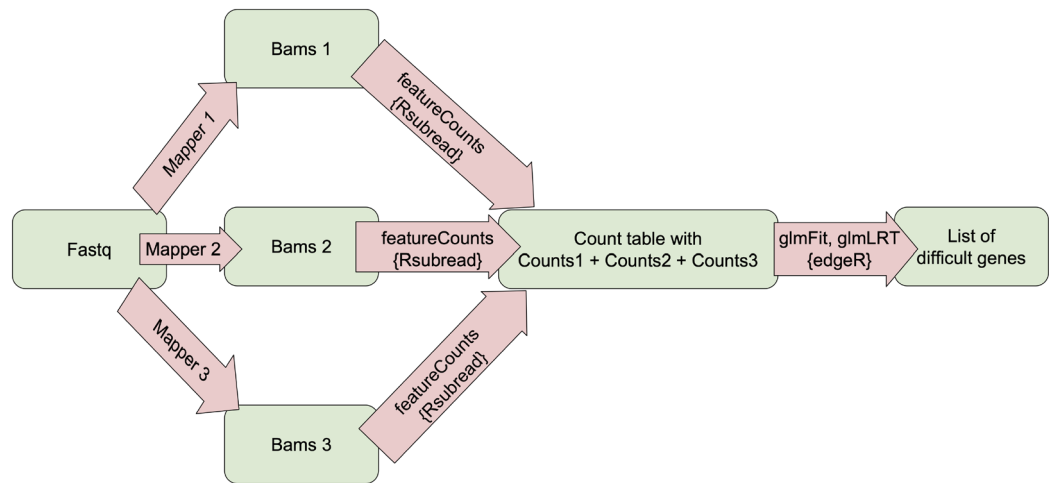 Bams 1
Mapper 1
featureCounts
{Rsubread}
Fastq
Mapper 2
Bams 2
featureCounts
{Rsubread}
Count table with
Counts1 + Counts2 + Counts3
glmFit, glmLRT
{edgeR}
List of
difficult genes
Mapper 3
Bams 3
featureCounts
{Rsubread}